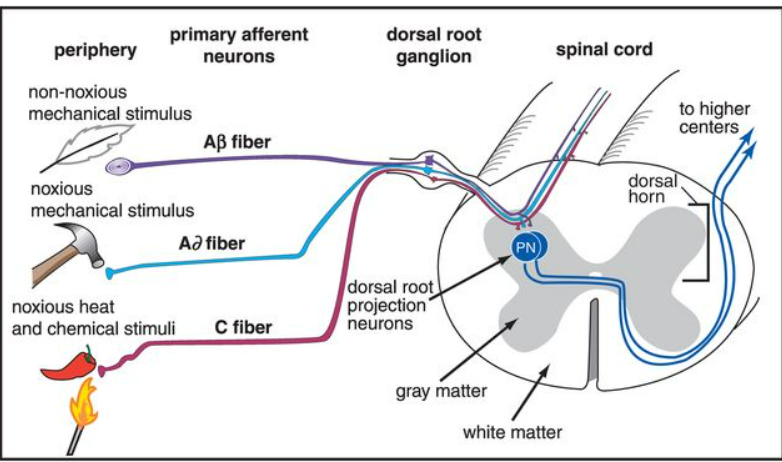 periphery
primary afferent
neurons
dorsal root
ganglion
spinal cord
non-noxious
mechanical stimulus
Aβ fiber
to higher
centers
noxious
mechanical stimulus
dorsal
horn
A∂ fiber
PN
noxious heat
and chemical stimuli
C fiber
dorsal root
projection
neurons
gray matter
white matter